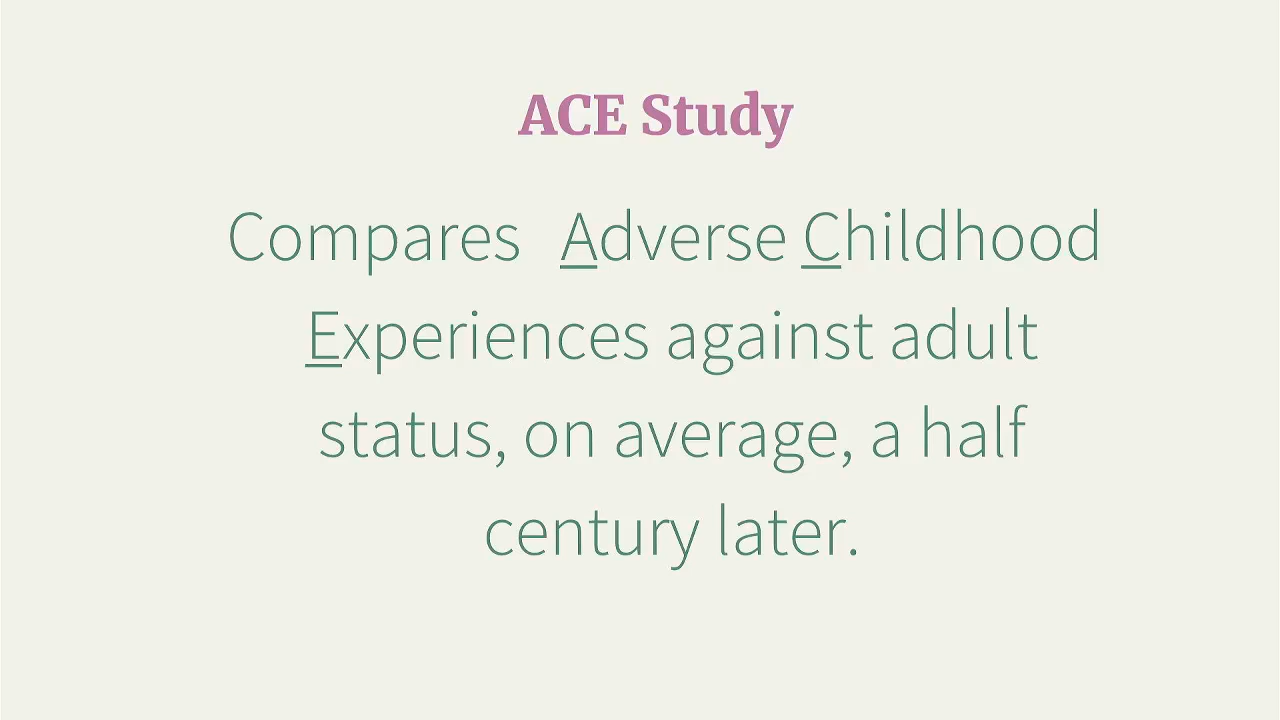 ACE Study
Compares Adverse Childhood
Experiences against adult
status, on average, a half
century later.